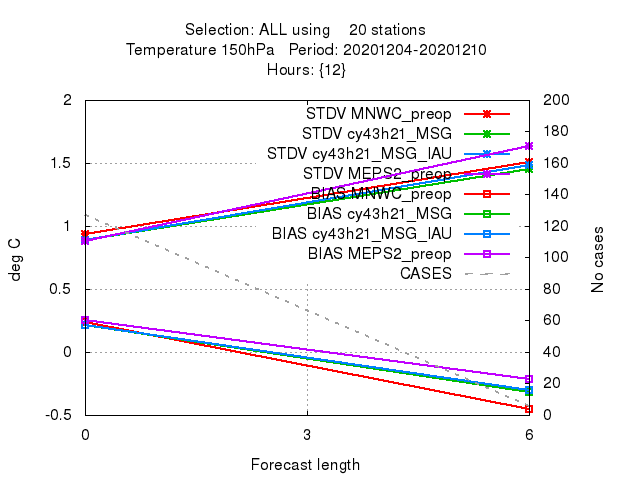 Selection: ALL using 20 stations
Temperature 150hPa Period: 20201204-20201210
Hours: {12}
2
1.5
1
0.5
0
-0.5
200
180
160
140
120
100
80
60
40
20
0
deg C
No cases
STDV MNWC_preop
STDV cy43h21_MSG
STDV cy43h21_MSG_IAU
STDV MEPS2_preop
BIAS MNWC_preop
BIAS cy43h21_MSG
BIAS cy43h21_MSG_IAU
BIAS MEPS2_preop
CASES
0 3 6
Forecast length